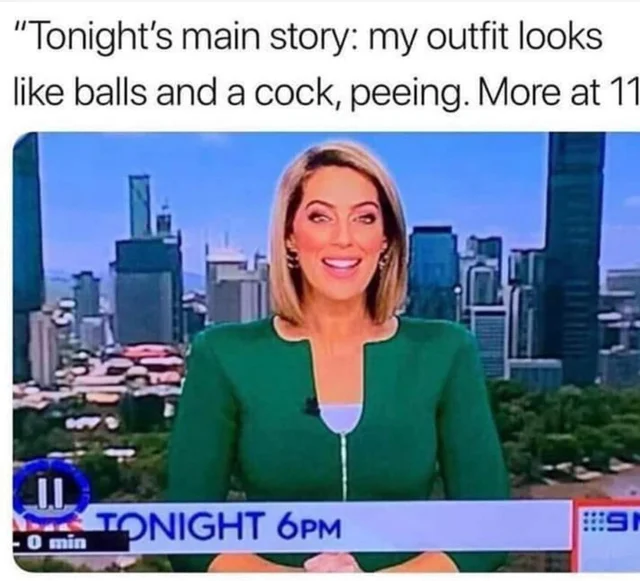 "Tonight's main story: my outfit looks
like balls and a cock, peeing. More at 11
TONIGHT 6PM
- 0 min